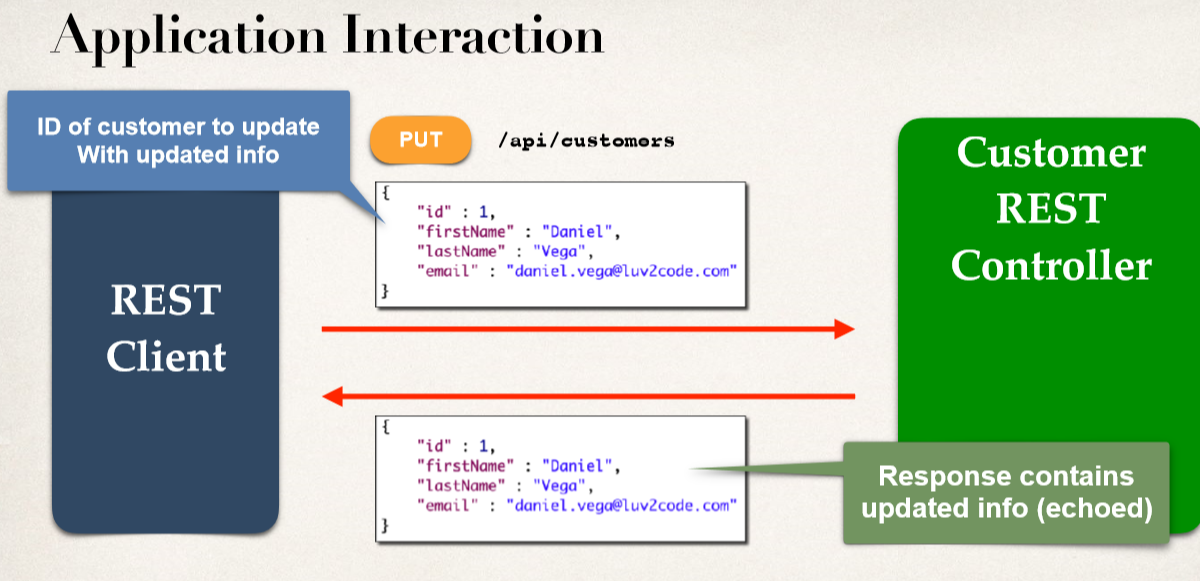 Application Interaction
ID of customer to update
With updated info
PUT
/api/customers
{
"id" : 1,
"firstName" : "Daniel",
"lastName" : "Vega",
"email" : "daniel.vega@luv2code.com"
}
REST
Client
Customer
REST
Controller
{
"id" : 1,
"firstName" : "Daniel",
"lastName" : "Vega",
"email" : "daniel.vega@luv2code.com"
}
Response contains
updated info (echoed)